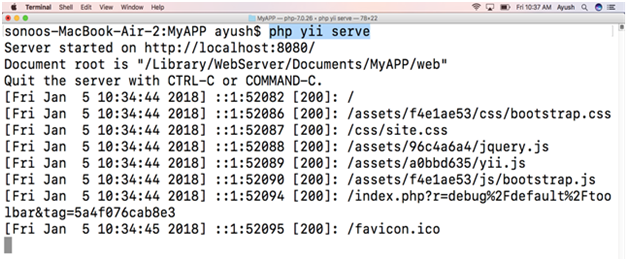 Terminal Shell Edit View Window Help 78% Fri 10:37 AM Ayush
MyAPP — php-7.0.26 ‹ php yii serve — 78×22
sonoos-MacBook-Air-2:MyAPP ayush$ php yii serve
Server started on http://localhost:8080/
Document root is "/Library/WebServer/Documents/MyAPP/web"
Quit the server with CTRL-C or COMMAND-C.
[Fri Jan  5 10:34:44 2018] ::1:52082 [200]: /
[Fri Jan  5 10:34:44 2018] ::1:52086 [200]: /assets/f4e1ae53/css/bootstrap.css
[Fri Jan  5 10:34:44 2018] ::1:52087 [200]: /css/site.css
[Fri Jan  5 10:34:44 2018] ::1:52088 [200]: /assets/96c4a6a4/jquery.js
[Fri Jan  5 10:34:44 2018] ::1:52089 [200]: /assets/a0bbd635/yii.js
[Fri Jan  5 10:34:44 2018] ::1:52090 [200]: /assets/f4e1ae53/js/bootstrap.js
[Fri Jan  5 10:34:44 2018] ::1:52094 [200]: /index.php?r=debug%2Fdefault%2Ftoo
lbar&tag=5a4f076cab8e3
[Fri Jan  5 10:34:45 2018] ::1:52095 [200]: /favicon.ico